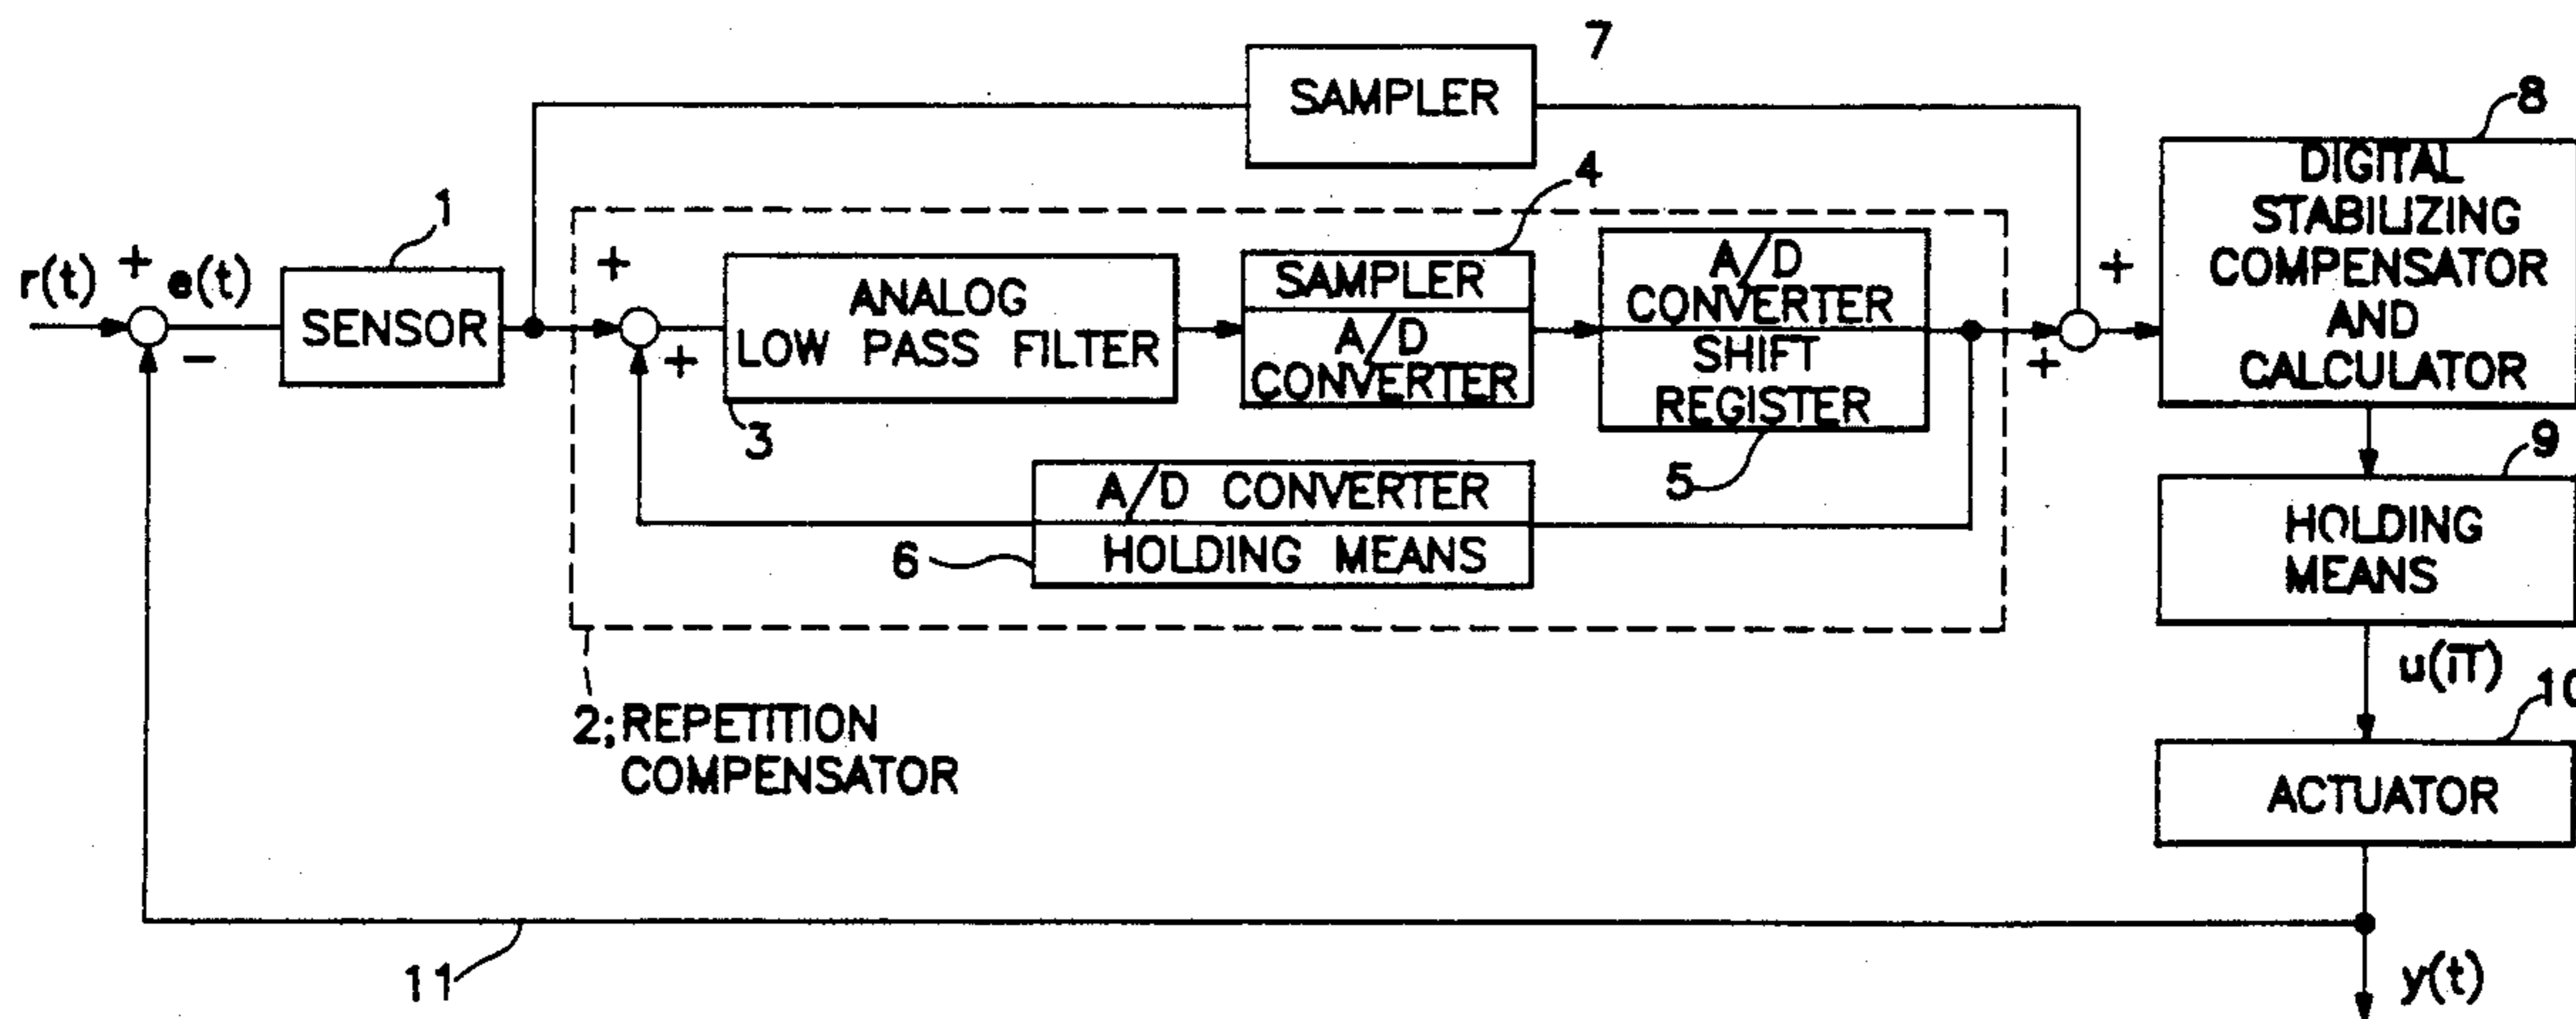 7
SAMPLER
8
DIGITAL
STABILIZING
COMPENSATOR
AND
CALCULATOR
4
1
r(t)
+
e(t)
−
SENSOR
+
+
ANALOG
LOW PASS FILTER
3
SAMPLER
A/D
CONVERTER
A/D
CONVERTER
SHIFT
REGISTER
5
+
+
A/D CONVERTER
HOLDING MEANS
6
9
HOLDING
MEANS
u(iT)
10
2;REPETITION
COMPENSATOR
ACTUATOR
11
y(t)